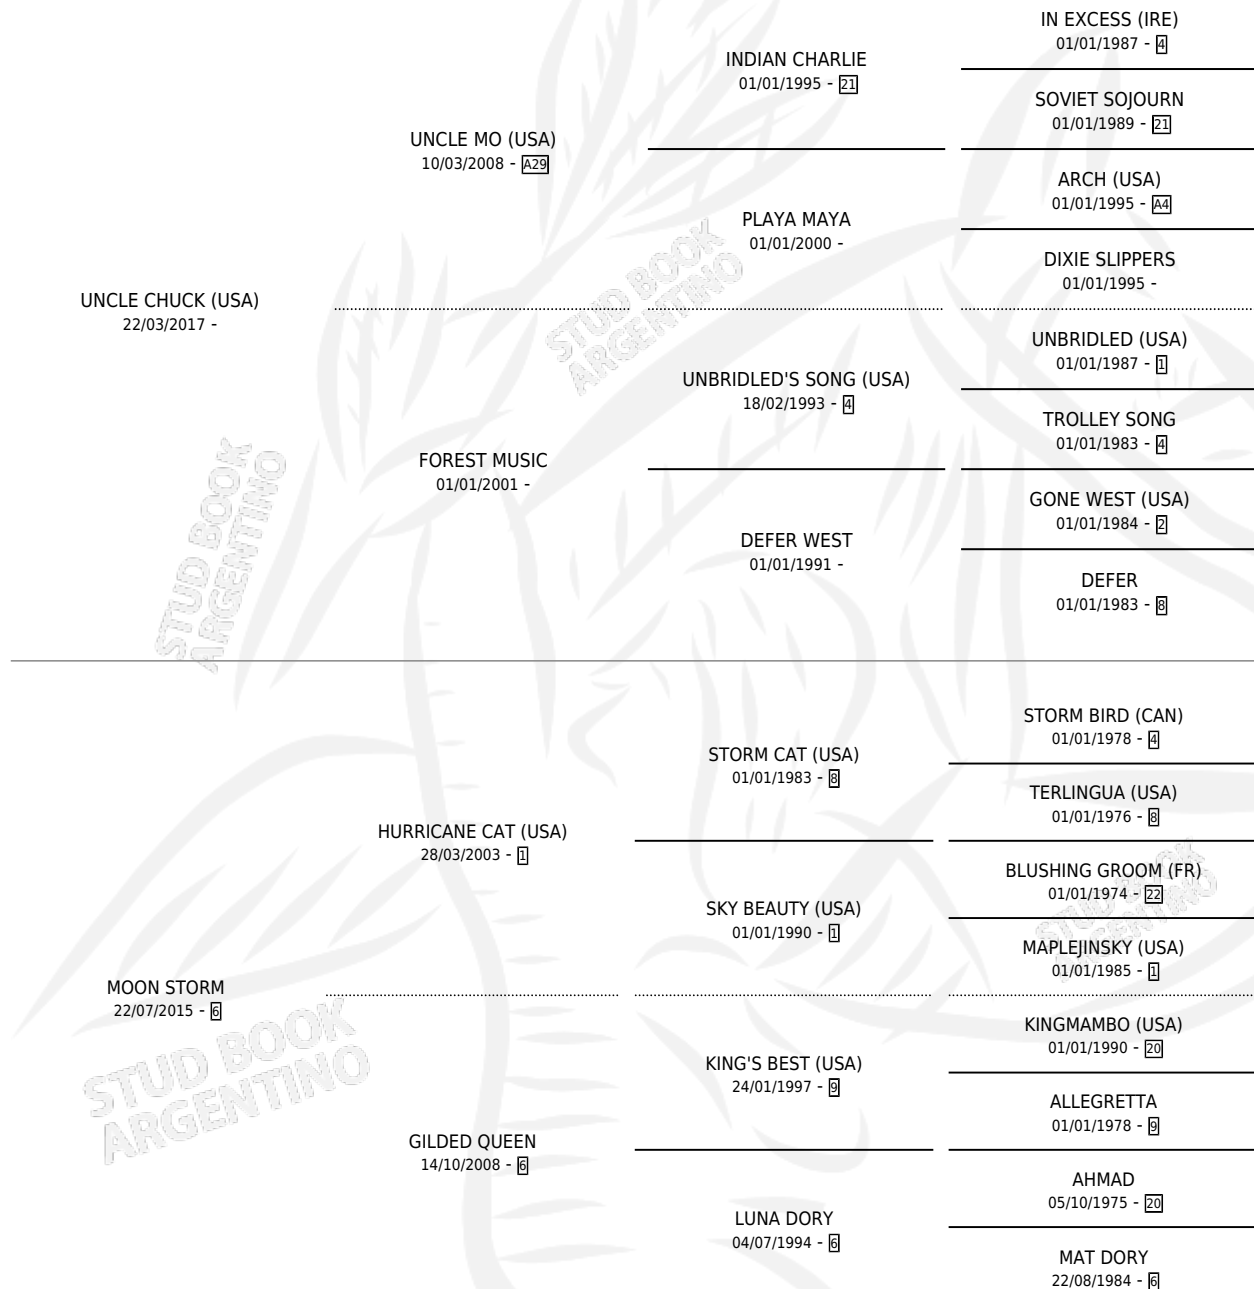 IN EXCESS (IRE)
01/01/1987 - 4
INDIAN CHARLIE
01/01/1995 - 21
SOVIET SOJOURN
01/01/1989 - 21
UNCLE MO (USA)
10/03/2008 - A29
ARCH (USA)
01/01/1995 - A4
PLAYA MAYA
01/01/2000 -
DIXIE SLIPPERS
01/01/1995 -
UNCLE CHUCK (USA)
22/03/2017 -
UNBRIDLED (USA)
01/01/1987 - 1
UNBRIDLED'S SONG (USA)
18/02/1993 - 4
TROLLEY SONG
01/01/1983 - 4
FOREST MUSIC
01/01/2001 -
GONE WEST (USA)
01/01/1984 - 2
DEFER WEST
01/01/1991 -
DEFER
01/01/1983 - 8
STORM BIRD (CAN)
01/01/1978 - 4
STORM CAT (USA)
01/01/1983 - 8
TERLINGUA (USA)
01/01/1976 - 8
HURRICANE CAT (USA)
28/03/2003 - 1
BLUSHING GROOM (FR)
01/01/1974 - 22
SKY BEAUTY (USA)
01/01/1990 - 1
MAPLEJINSKY (USA)
01/01/1985 - 1
MOON STORM
22/07/2015 - 6
KINGMAMBO (USA)
01/01/1990 - 20
KING'S BEST (USA)
24/01/1997 - 9
ALLEGRETTA
01/01/1978 - 9
GILDED QUEEN
14/10/2008 - 6
AHMAD
05/10/1975 - 20
LUNA DORY
04/07/1994 - 6
MAT DORY
22/08/1984 - 6
STUD BOOK
ARGENTINO
STUD BOOK
ARGENTINO
STUD BOOK
ARGENTINO
STUD BOOK
ARGENTINO